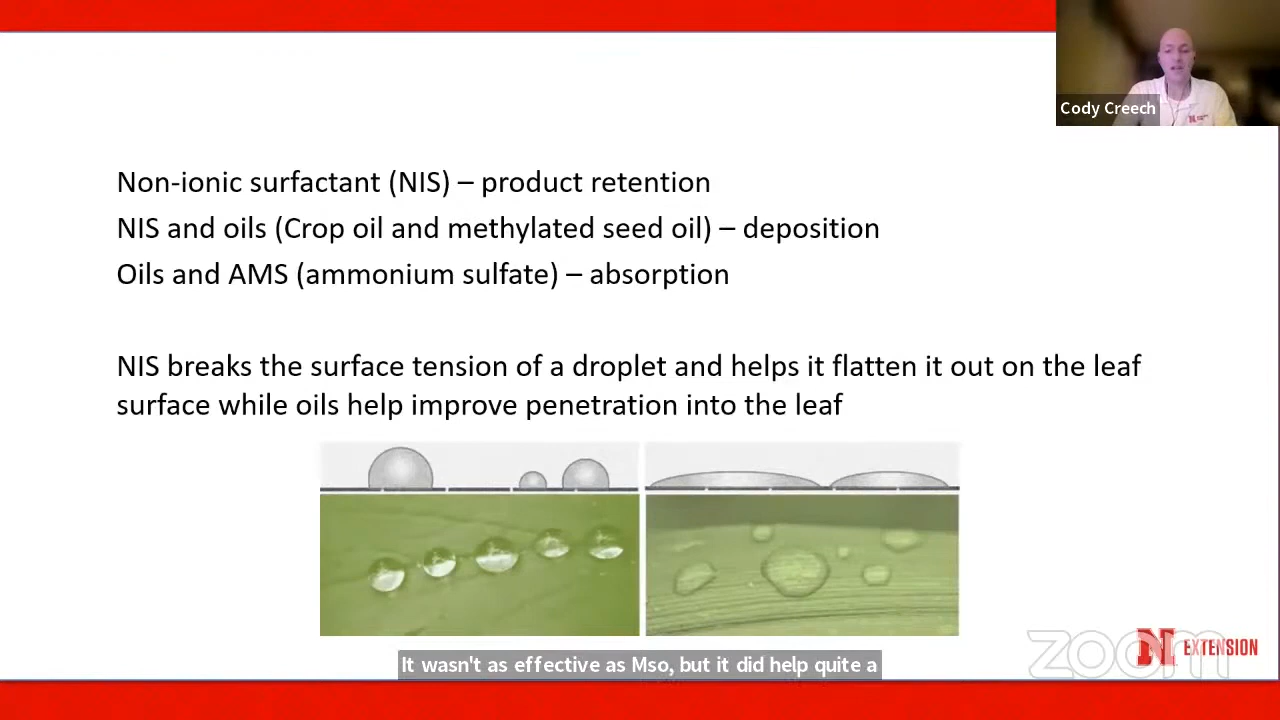 Cody Creech
Non-ionic surfactant (NIS) – product retention
NIS and oils (Crop oil and methylated seed oil) – deposition
Oils and AMS (ammonium sulfate) – absorption
NIS breaks the surface tension of a droplet and helps it flatten it out on the leaf
surface while oils help improve penetration into the leaf
zoom
N EXTENSION
It wasn't as effective as Mso, but it did help quite a